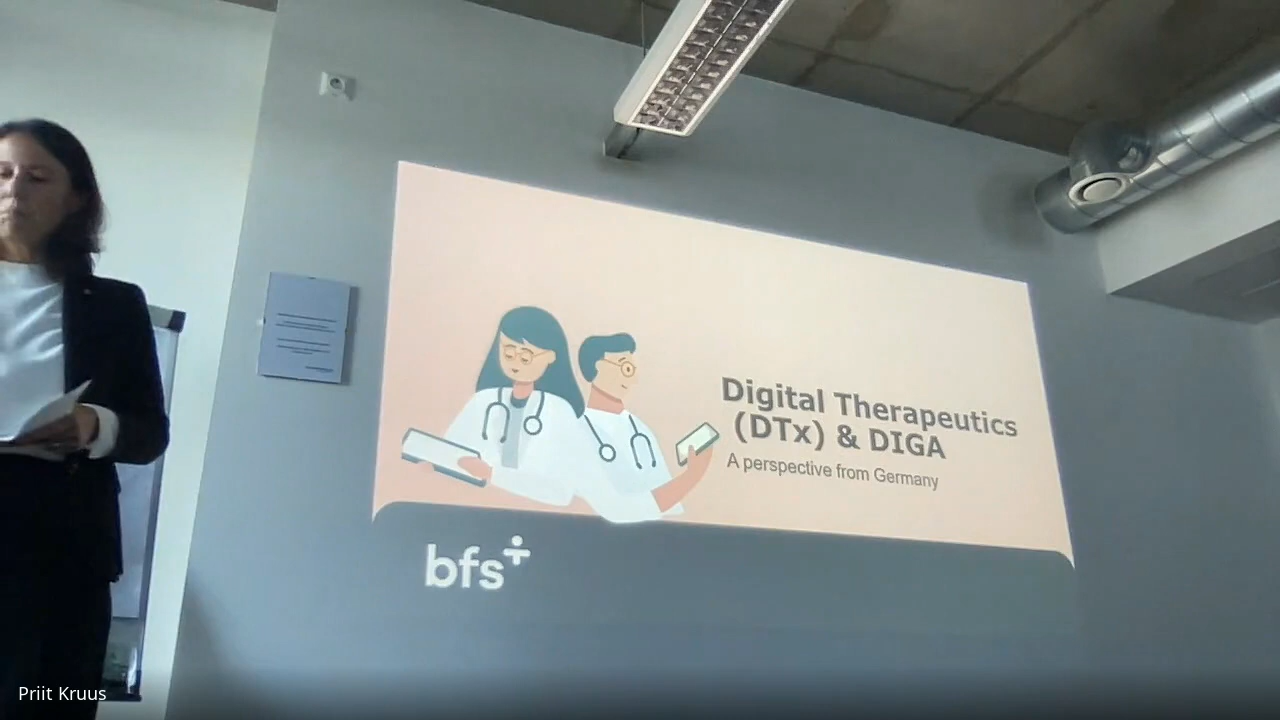 Digital Therapeutics
(DTx) & DIGA
A perspective from Germany
bfs
Priit Kruus